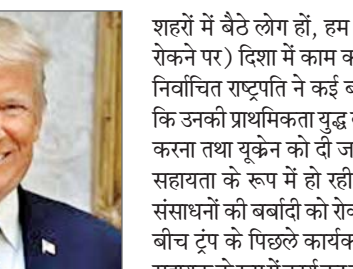 शहरों में बैठे लोग हों, हम
रोकने पर) दिशा में काम क
निर्वाचित राष्ट्रपति ने कई ब
कि उनकी प्राथमिकता युद्ध
करना तथा यूक्रेन को दी ज
सहायता के रूप में हो रही
संसाधनों की बर्बादी को रोव
बीच ट्रंप के पिछले कार्यक